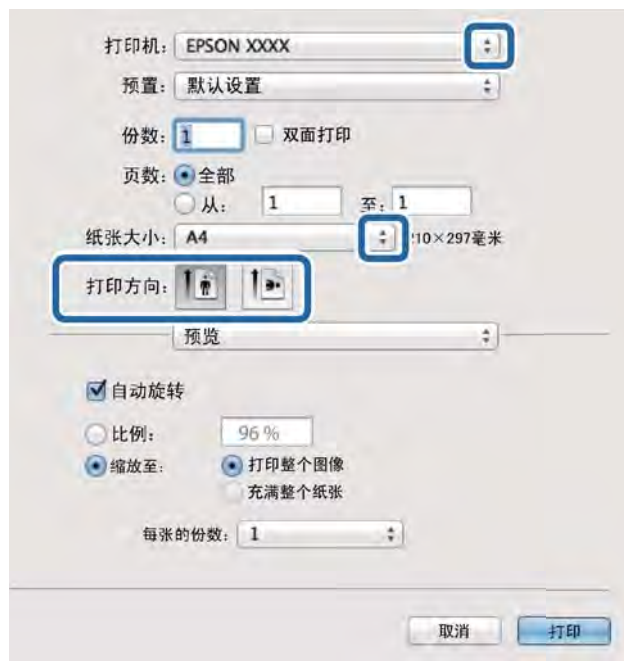 打印机: EPSON XXXX
预置: 默认设置
份数: 1 双面打印
页数: 全部
从: 1 至: 1
纸张大小: A4 210×297毫米
打印方向:
预览
自动旋转
比例: 96 %
缩放至: 打印整个图像
充满整个纸张
每张的份数: 1
取消 打印